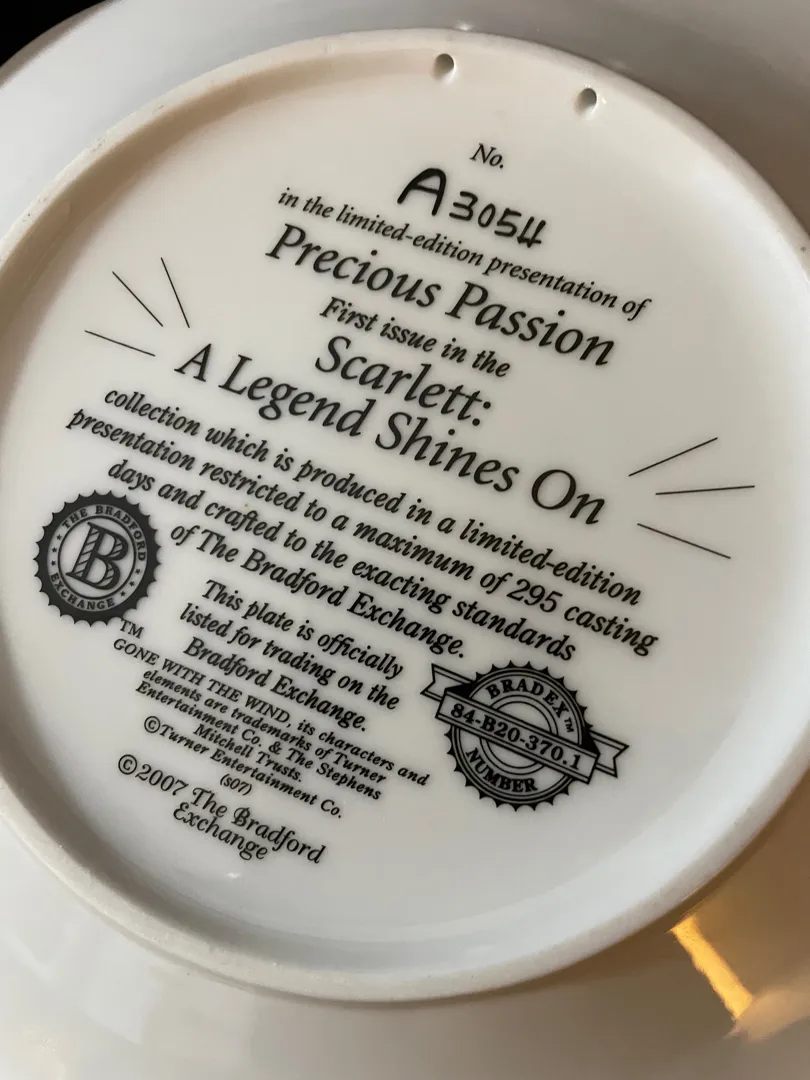 No.
A3054
in the limited-edition presentation of
Precious Passion
First issue in the
Scarlett:
A Legend Shines On
collection which is produced in a limited-edition
presentation restricted to a maximum of 295 casting
days and crafted to the exacting standards
of The Bradford Exchange.
THE BRADFORD
B
EXCHANGE
TM
This plate is officially
listed for trading on the
Bradford Exchange.
BRADEX™
84-B20-370.1
NUMBER
GONE WITH THE WIND, its characters and
elements are trademarks of Turner
Entertainment Co. & The Stephens
Mitchell Trusts.
©Turner Entertainment Co.
(s07)
©2007 The Bradford
Exchange